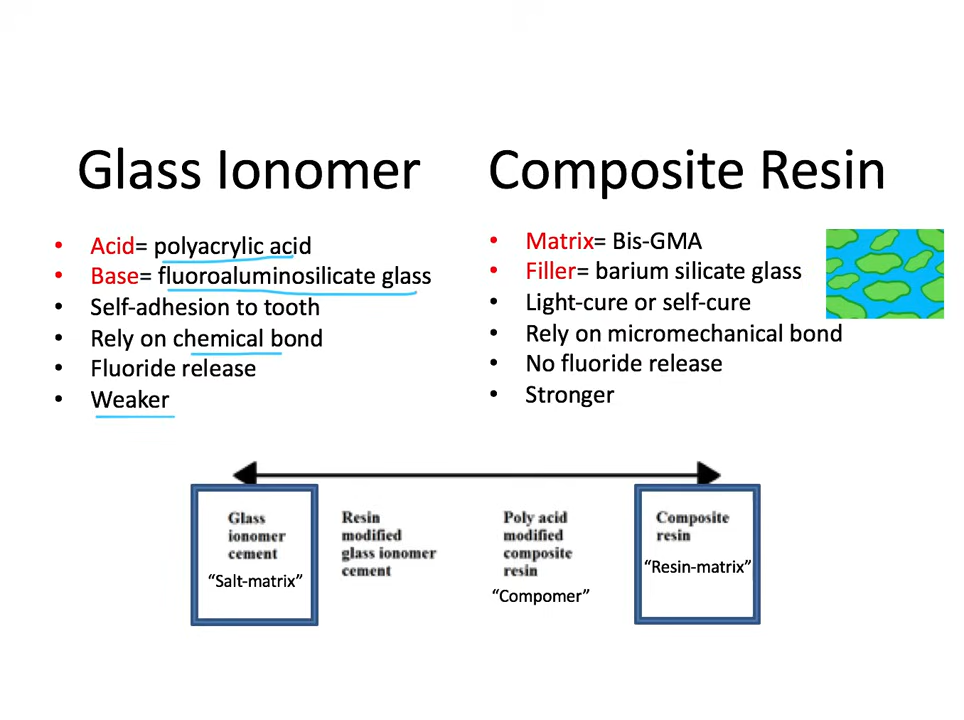 Glass Ionomer
• Acid= polyacrylic acid
• Base= fluoroaluminosilicate glass
• Self-adhesion to tooth
• Rely on chemical bond
• Fluoride release
• Weaker
Composite Resin
• Matrix= Bis-GMA
• Filler= barium silicate glass
• Light-cure or self-cure
• Rely on micromechanical bond
• No fluoride release
• Stronger
Glass
ionomer
cement
“Salt-matrix”
Resin
modified
glass ionomer
cement
Poly acid
modified
composite
resin
“Compomer”
Composite
resin
“Resin-matrix”